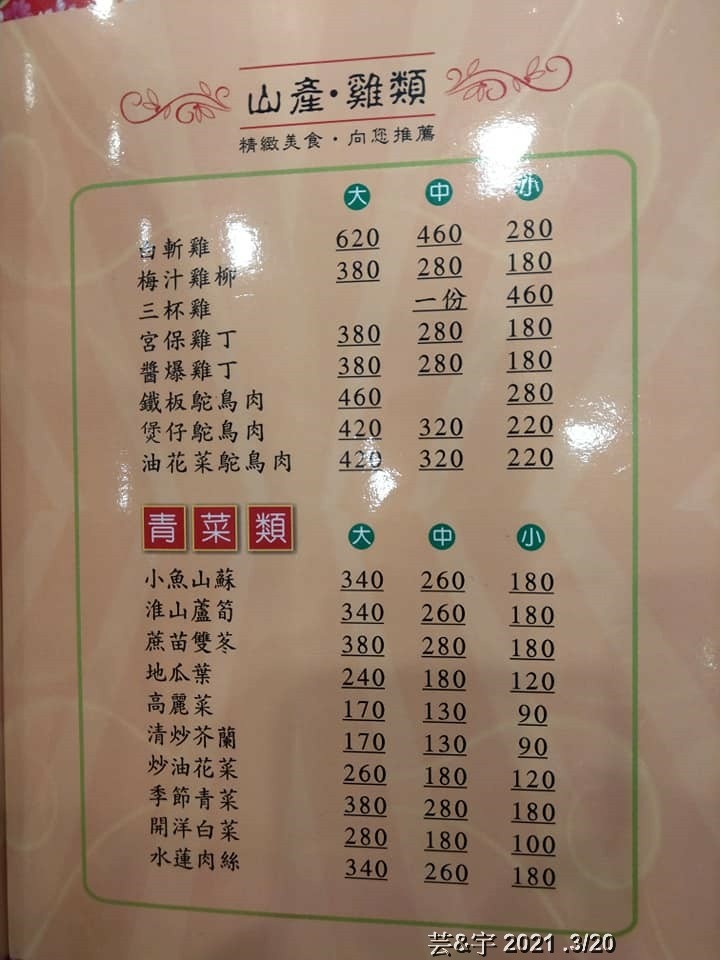 山產·雞類
精緻美食·向您推薦
大 中 小
白斬雞 620 460 280
梅汁雞柳 380 280 180
三杯雞 一份 460
宮保雞丁 380 280 180
醬爆雞丁 380 280 180
鐵板鴕鳥肉 460 280
煲仔鴕鳥肉 420 320 220
油花菜鴕鳥肉 420 320 220
青菜類 大 中 小
小魚山蘇 340 260 180
淮山蘆筍 340 260 180
蔗苗雙苳 380 280 180
地瓜葉 240 180 120
高麗菜 170 130 90
清炒芥蘭 170 130 90
炒油花菜 260 180 120
季節青菜 380 280 180
開洋白菜 280 180 100
水蓮肉絲 340 260 180
芸&宇 2021 .3/20